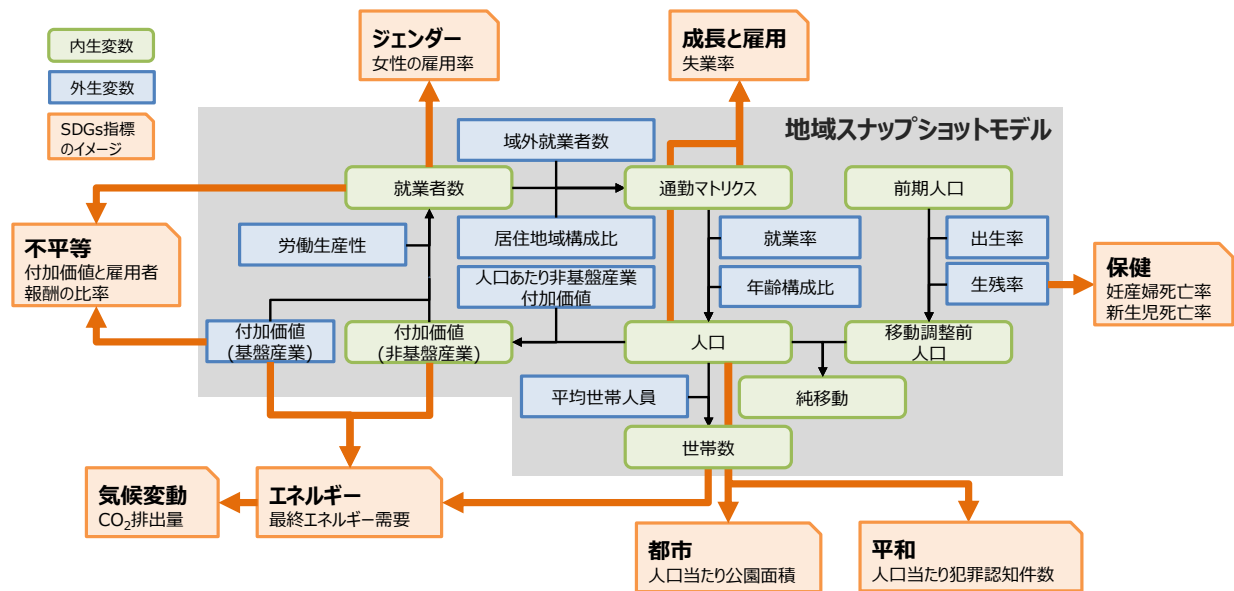 内生変数
外生変数
SDGs指標
のイメージ
ジェンダー
女性の雇用率
成長と雇用
失業率
地域スナップショットモデル
域外就業者数
就業者数
通勤マトリクス
前期人口
労働生産性
居住地域構成比
就業率
出生率
不平等
付加価値と雇用者
報酬の比率
人口あたり非基盤産業
付加価値
年齢構成比
生残率
保健
妊産婦死亡率
新生児死亡率
付加価値
(基盤産業)
付加価値
(非基盤産業)
人口
移動調整前
人口
平均世帯人員
純移動
世帯数
気候変動
CO₂排出量
エネルギー
最終エネルギー需要
都市
人口当たり公園面積
平和
人口当たり犯罪認知件数